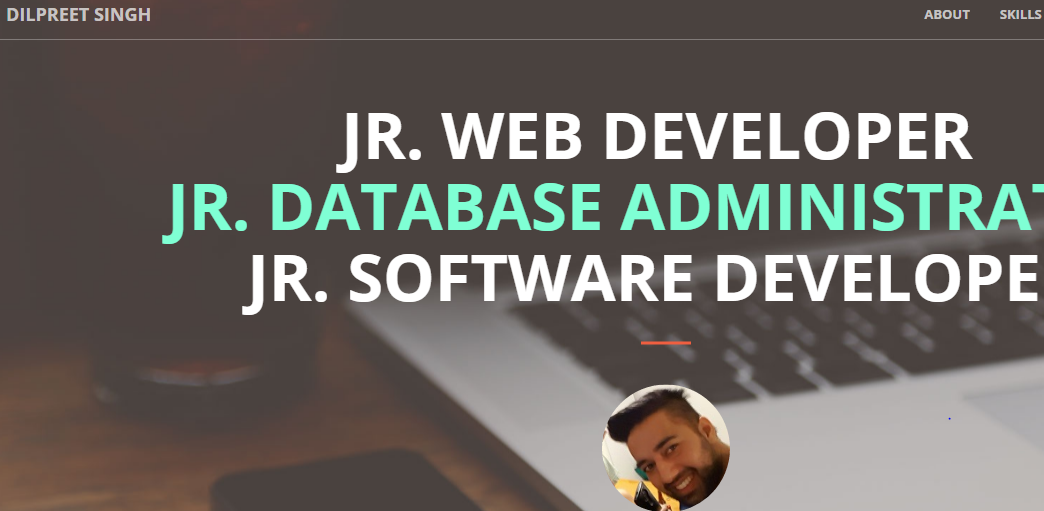 DILPREET SINGH
ABOUT SKILLS
JR. WEB DEVELOPER
JR. DATABASE ADMINISTRAT
JR. SOFTWARE DEVELOPE